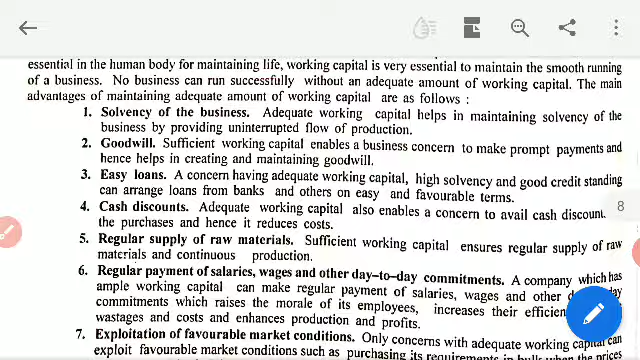 essential in the human body for maintaining life, working capital is very essential to maintain the smooth running
of a business. No business can run successfully without an adequate amount of working capital. The main
advantages of maintaining adequate amount of working capital are as follows :
1. Solvency of the business. Adequate working capital helps in maintaining solvency of the
business by providing uninterrupted flow of production.
2. Goodwill. Sufficient working capital enables a business concern to make prompt payments and
hence helps in creating and maintaining goodwill.
3. Easy loans. A concern having adequate working capital, high solvency and good credit standing
can arrange loans from banks and others on easy and favourable terms.
4. Cash discounts. Adequate working capital also enables a concern to avail cash discount
the purchases and hence it reduces costs.
8
5. Regular supply of raw materials. Sufficient working capital ensures regular supply of raw
materials and continuous production.
6. Regular payment of salaries, wages and other day-to-day commitments. A company which has
ample working capital can make regular payment of salaries, wages and other
commitments which raises the morale of its employees, increases their
wastages and costs and enhances production and profits.
7. Exploitation of favourable market conditions. Only concerns with adequate working capital can
exploit favourable market conditions such as purchasing its requirements in bulk when the prices